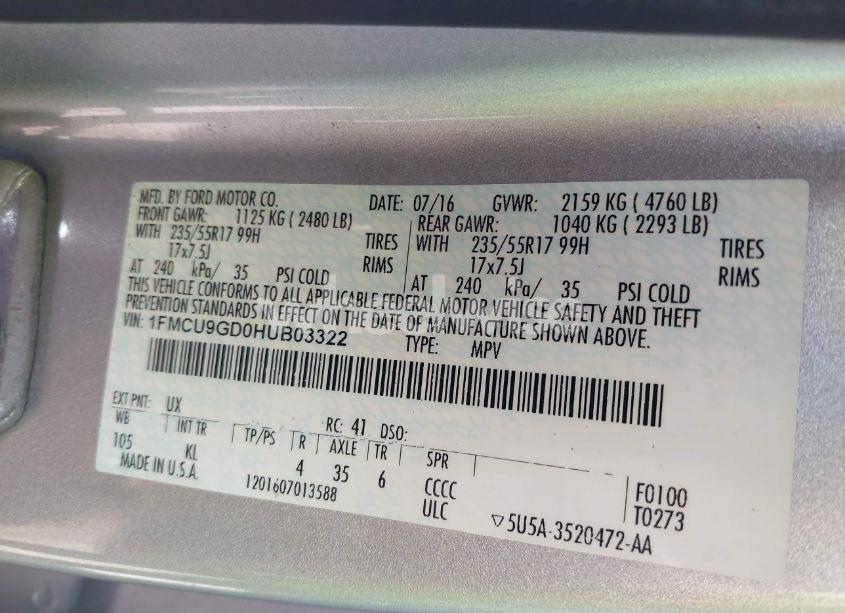 MFD. BY FORD MOTOR CO. DATE: 07/16 GVWR: 2159 KG ( 4760 LB)
FRONT GAWR: 1125 KG ( 2480 LB) REAR GAWR: 1040 KG ( 2293 LB)
WITH 235/55R17 99H TIRES WITH 235/55R17 99H TIRES
17x7.5J RIMS 17x7.5J RIMS
AT 240 kPa/ 35 PSI COLD AT 240 kPa/ 35 PSI COLD
THIS VEHICLE CONFORMS TO ALL APPLICABLE FEDERAL MOTOR VEHICLE SAFETY AND THEFT
PREVENTION STANDARDS IN EFFECT ON THE DATE OF MANUFACTURE SHOWN ABOVE.
VIN: 1FMCU9GD0HUB03322 TYPE: MPV
EXT PNT: UX RC: 41 DSO:
WB INT TR TP/PS R AXLE TR SPR
105 KL 4 35 6 CCCC F0100
MADE IN U.S.A. 1201607013588 ULC T0273
▽5U5A-3520472-AA